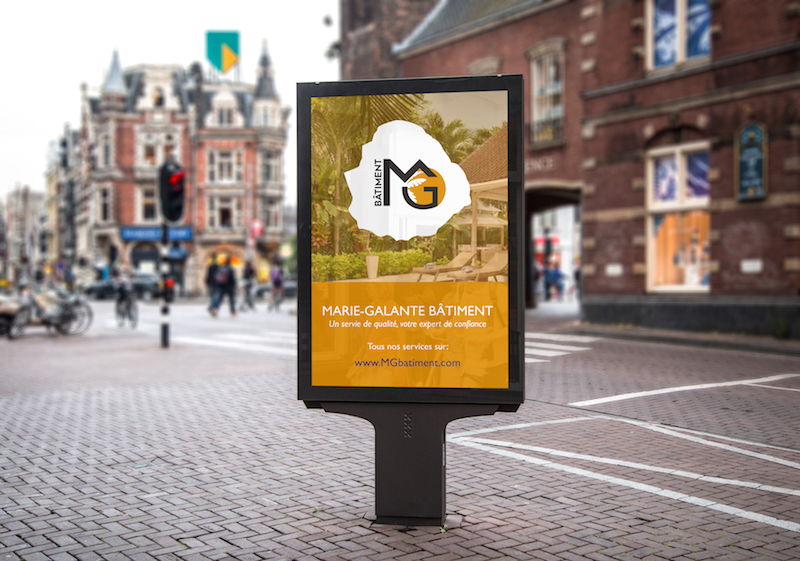 BÂTIMENT
MG
MARIE-GALANTE BÂTIMENT
Un servie de qualité, votre expert de confiance
Tous nos services sur:
www.MGbatiment.com